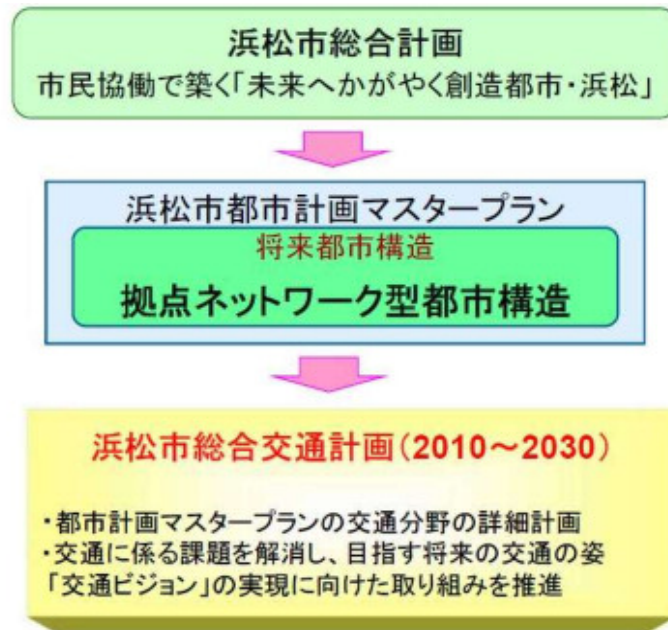 浜松市総合計画
市民協働で築く「未来へかがやく創造都市・浜松」
浜松市都市計画マスタープラン
将来都市構造
拠点ネットワーク型都市構造
浜松市総合交通計画(2010～2030)
・都市計画マスタープランの交通分野の詳細計画
・交通に係る課題を解消し、目指す将来の交通の姿
「交通ビジョン」の実現に向けた取り組みを推進